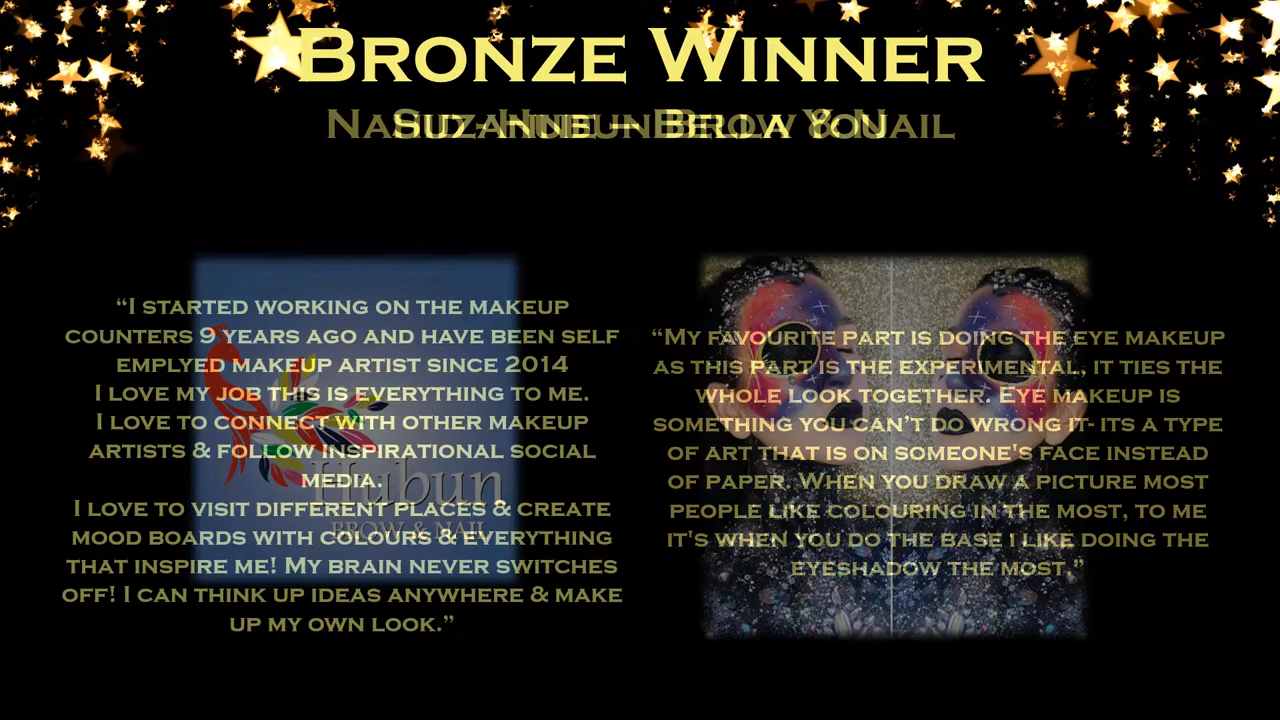 Bronze Winner
“I started working on the makeup
counters 9 years ago and have been self
emplyed makeup artist since 2014
I love my job this is everything to me.
I love to connect with other makeup
artists & follow inspirational social
media.
I love to visit different places & create
mood boards with colours & everything
that inspire me! My brain never switches
off! I can think up ideas anywhere & make
up my own look.”
Hubun
BROW & NAIL
“My favourite part is doing the eye makeup
as this part is the experimental, it ties the
whole look together. Eye makeup is
something you can’t do wrong it- its a type
of art that is on someone's face instead
of paper. When you draw a picture most
people like colouring in the most, to me
it's when you do the base i like doing the
eyeshadow the most.”